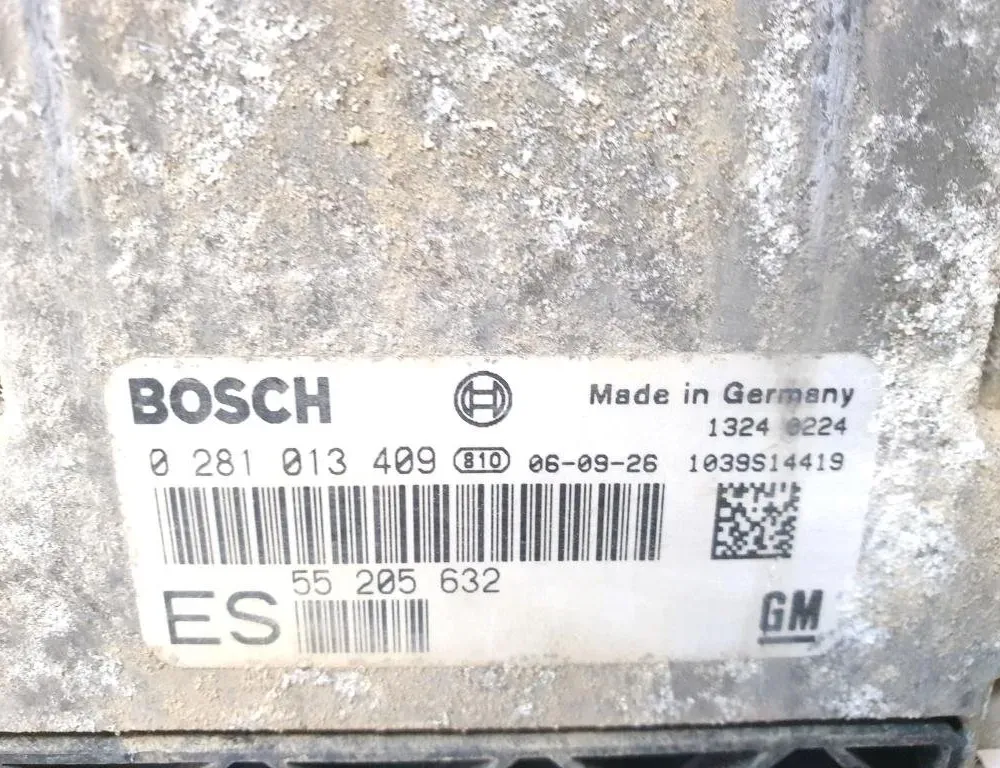 BOSCH Made in Germany
1324 0224
0 281 013 409 810 06-09-26 1039S14419
55 205 632
ES GM